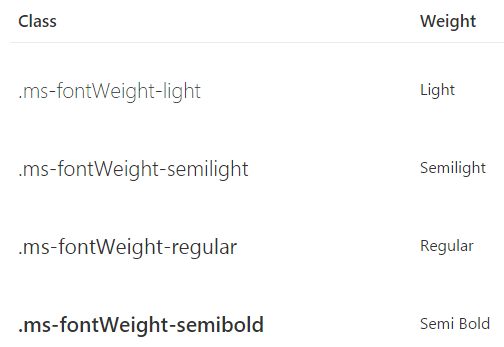 Class Weight
.ms-fontWeight-light Light
.ms-fontWeight-semilight Semilight
.ms-fontWeight-regular Regular
.ms-fontWeight-semibold Semi Bold